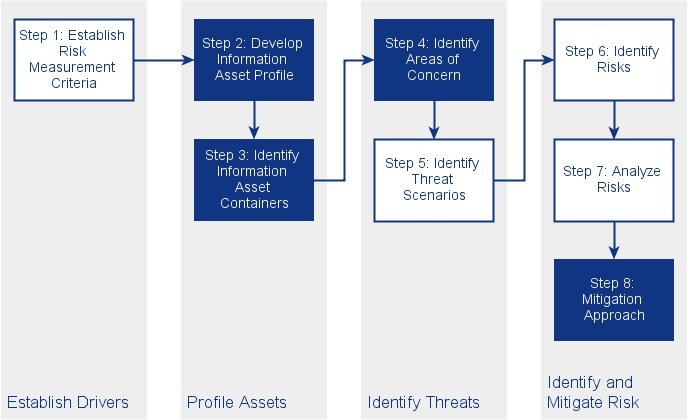 Step 1: Establish
Risk
Measurement
Criteria
Step 2: Develop
Information
Asset Profile
Step 3: Identify
Information
Asset
Containers
Step 4: Identify
Areas of
Concern
Step 5: Identify
Threat
Scenarios
Step 6: Identify
Risks
Step 7: Analyze
Risks
Step 8:
Mitigation
Approach
Establish Drivers
Profile Assets
Identify Threats
Identify and
Mitigate Risk